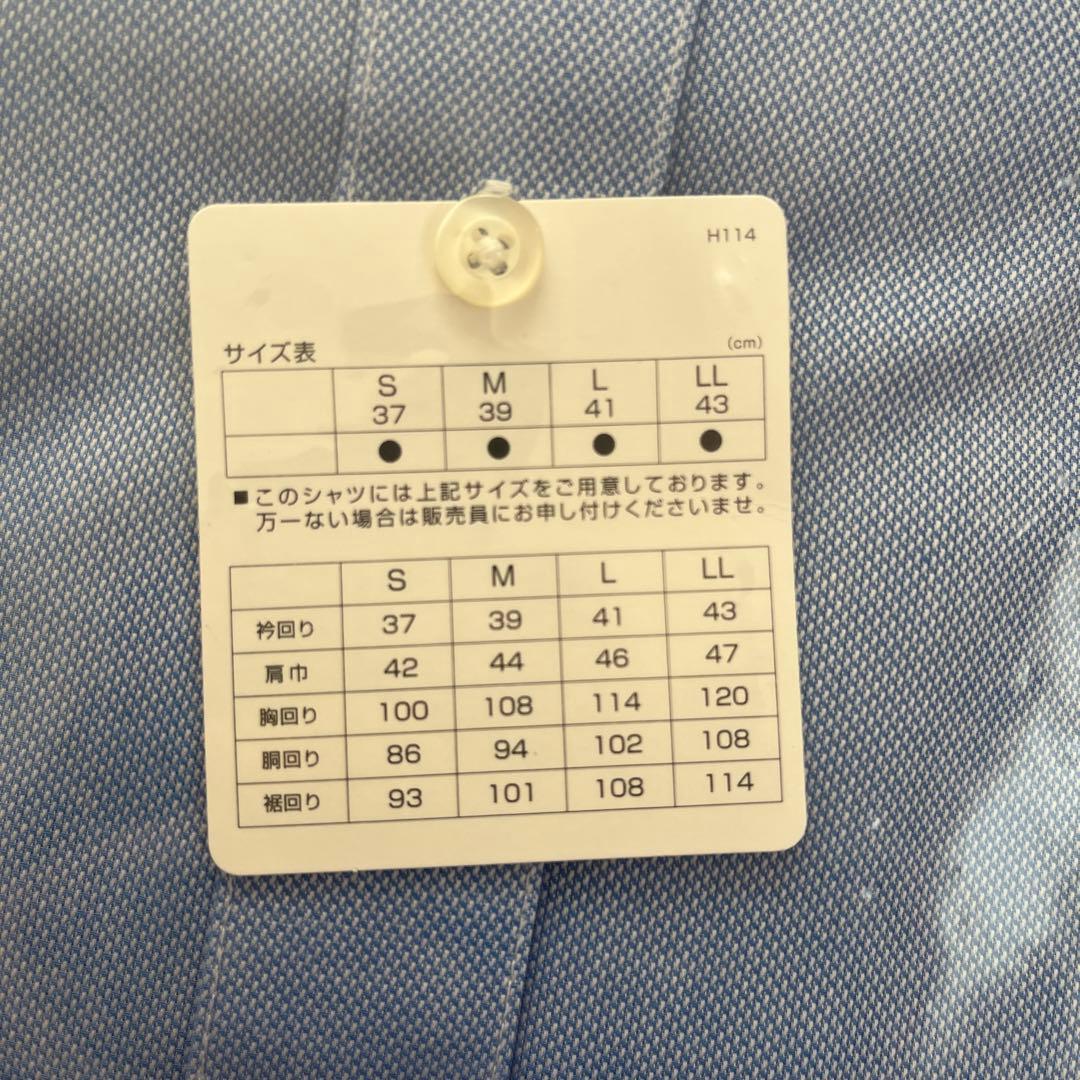 H114
サイズ表 (cm)
S M L LL
37 39 41 43
● ● ● ●
■このシャツには上記サイズをご用意しております。
万一ない場合は販売員にお申し付けくださいませ。
S M L LL
衿回り 37 39 41 43
肩巾 42 44 46 47
胸回り 100 108 114 120
胴回り 86 94 102 108
裾回り 93 101 108 114